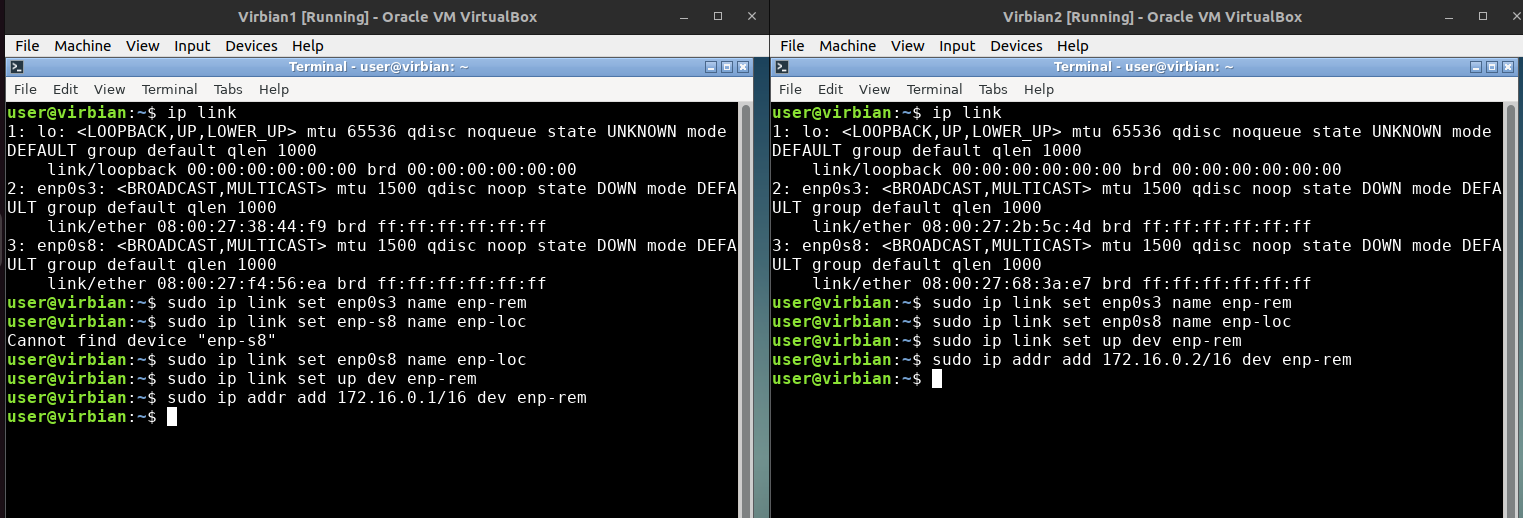 Virbian1 [Running] - Oracle VM VirtualBox
File Machine View Input Devices Help
Terminal - user@virbian: ~
File Edit View Terminal Tabs Help
user@virbian:~$ ip link
1: lo: <LOOPBACK,UP,LOWER_UP> mtu 65536 qdisc noqueue state UNKNOWN mode
DEFAULT group default qlen 1000
    link/loopback 00:00:00:00:00:00 brd 00:00:00:00:00:00
2: enp0s3: <BROADCAST,MULTICAST> mtu 1500 qdisc noop state DOWN mode DEFA
ULT group default qlen 1000
    link/ether 08:00:27:38:44:f9 brd ff:ff:ff:ff:ff:ff
3: enp0s8: <BROADCAST,MULTICAST> mtu 1500 qdisc noop state DOWN mode DEFA
ULT group default qlen 1000
    link/ether 08:00:27:f4:56:ea brd ff:ff:ff:ff:ff:ff
user@virbian:~$ sudo ip link set enp0s3 name enp-rem
user@virbian:~$ sudo ip link set enp-s8 name enp-loc
Cannot find device "enp-s8"
user@virbian:~$ sudo ip link set enp0s8 name enp-loc
user@virbian:~$ sudo ip link set up dev enp-rem
user@virbian:~$ sudo ip addr add 172.16.0.1/16 dev enp-rem
user@virbian:~$
Virbian2 [Running] - Oracle VM VirtualBox
File Machine View Input Devices Help
Terminal - user@virbian: ~
File Edit View Terminal Tabs Help
user@virbian:~$ ip link
1: lo: <LOOPBACK,UP,LOWER_UP> mtu 65536 qdisc noqueue state UNKNOWN mode
DEFAULT group default qlen 1000
    link/loopback 00:00:00:00:00:00 brd 00:00:00:00:00:00
2: enp0s3: <BROADCAST,MULTICAST> mtu 1500 qdisc noop state DOWN mode DEFA
ULT group default qlen 1000
    link/ether 08:00:27:2b:5c:4d brd ff:ff:ff:ff:ff:ff
3: enp0s8: <BROADCAST,MULTICAST> mtu 1500 qdisc noop state DOWN mode DEFA
ULT group default qlen 1000
    link/ether 08:00:27:68:3a:e7 brd ff:ff:ff:ff:ff:ff
user@virbian:~$ sudo ip link set enp0s3 name enp-rem
user@virbian:~$ sudo ip link set enp0s8 name enp-loc
user@virbian:~$ sudo ip link set up dev enp-rem
user@virbian:~$ sudo ip addr add 172.16.0.2/16 dev enp-rem
user@virbian:~$